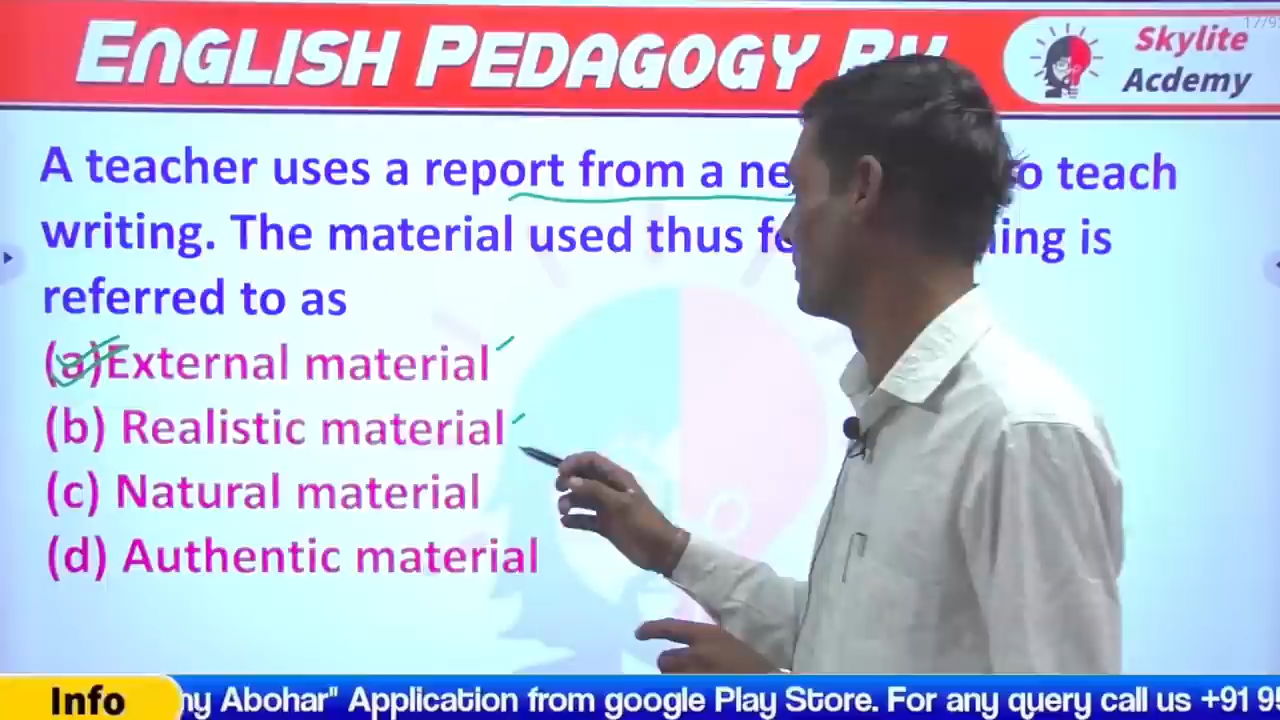 ENGLISH PEDAGOGY By
17/9
Skylite
Acdemy
A teacher uses a report from a ne o teach
writing. The material used thus fo ing is
referred to as
(a)External material
(b) Realistic material
(c) Natural material
(d) Authentic material
Info ny Abohar" Application from google Play Store. For any query call us +91 95